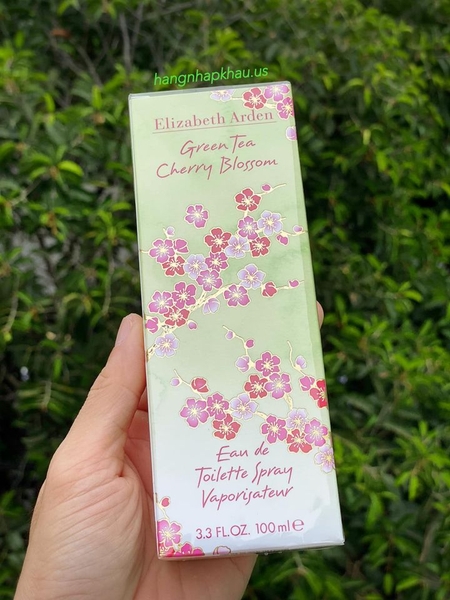 hangnhapkhau.us
Elizabeth Arden
Green Tea
Cherry Blossom
Eau de
Toilette Spray
Vaporisateur
3.3 FL.OZ. 100 ml ℮